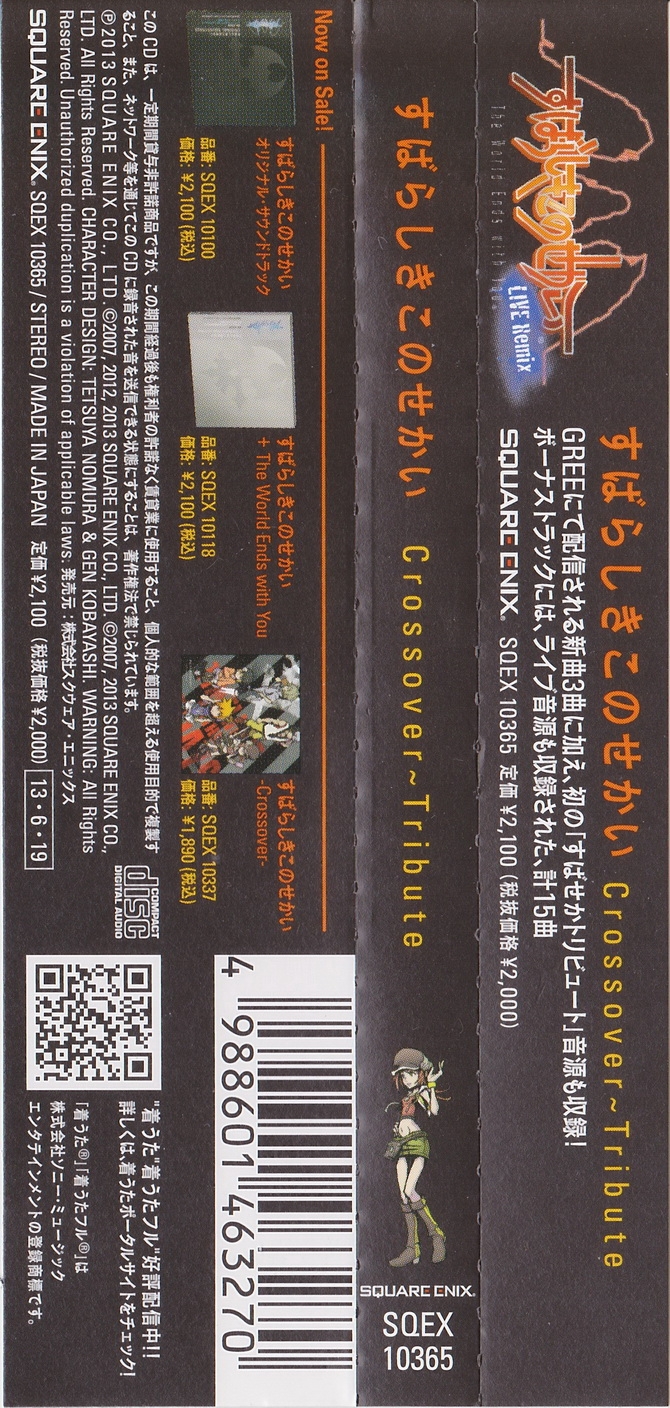 すばらしきこのせかい
The World Ends with You
LIVE Remix
すばらしきこのせかい Crossover~Tribute
GREEにて配信される新曲3曲に加え、初の「すばせかトリビュート」音源も収録!
ボーナストラックには、ライブ音源も収録された、計15曲
SQUARE ENIX. SQEX 10365 定価 ¥2,100 (税抜価格 ¥2,000)
すばらしきこのせかい Crossover~Tribute
SQUARE ENIX.
SQEX
10365
Now on Sale!
すばらしきこのせかい
オリジナル・サウンドトラック
品番: SQEX 10100
価格: ¥2,100 (税込)
すばらしきこのせかい
+ The World Ends with You
品番: SQEX 10118
価格: ¥2,100 (税込)
すばらしきこのせかい
-Crossover-
品番: SQEX 10337
価格: ¥1,890 (税込)
このCDは、一定期間貸与非許諾商品ですが、この期間経過後も権利者の許諾なく賃貸業に使用すること、個人的な範囲を超える使用目的で複製す
ること、また、ネットワーク等を通じてこのCDに録音された音を送信できる状態にすることは、著作権法で禁じられています。
℗2013 SQUARE ENIX CO., LTD. ©2007, 2012, 2013 SQUARE ENIX CO., LTD. ©2007, 2013 SQUARE ENIX CO.,
LTD. All Rights Reserved. CHARACTER DESIGN: TETSUYA NOMURA & GEN KOBAYASHI. WARNING: All Rights
Reserved. Unauthorized duplication is a violation of applicable laws. 発売元:株式会社スクウェア・エニックス
SQUARE ENIX. SQEX 10365 / STEREO / MADE IN JAPAN 定価 ¥2,100 (税抜価格 ¥2,000) 13・6・19
COMPACT
disc
DIGITAL AUDIO
4 988601 463270
"着うた""着うたフル"好評配信中!!
詳しくは、着うたポータルサイトをチェック!
「着うた®」「着うたフル®」は
株式会社ソニー・ミュージック
エンタテインメントの登録商標です。